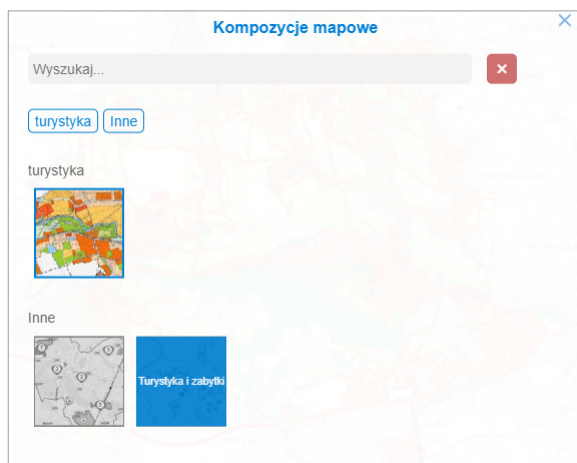 Kompozycje mapowe
Wyszukaj...
turystyka Inne
turystyka
Inne
Turystyka i zabytki